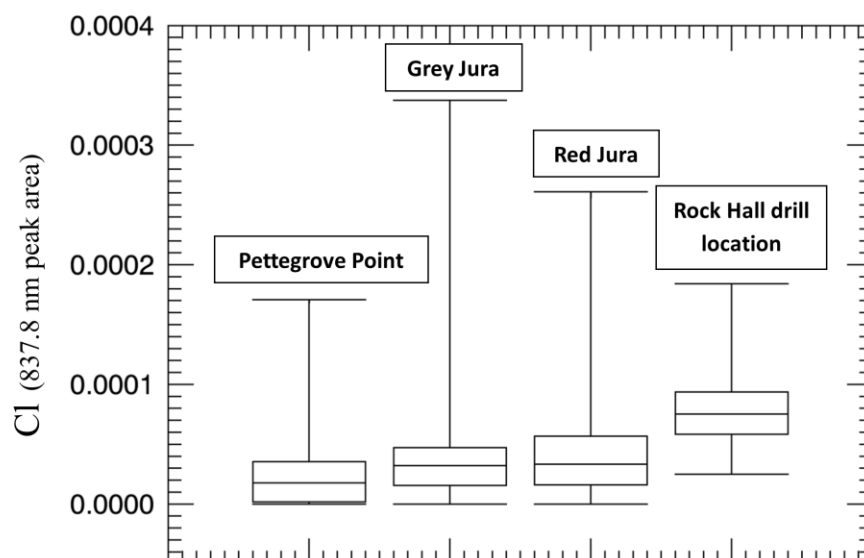 0.0004
Grey Jura
0.0003
Red Jura
Rock Hall drill
location
Pettegrove Point
0.0002
0.0001
0.0000
Cl (837.8 nm peak area)